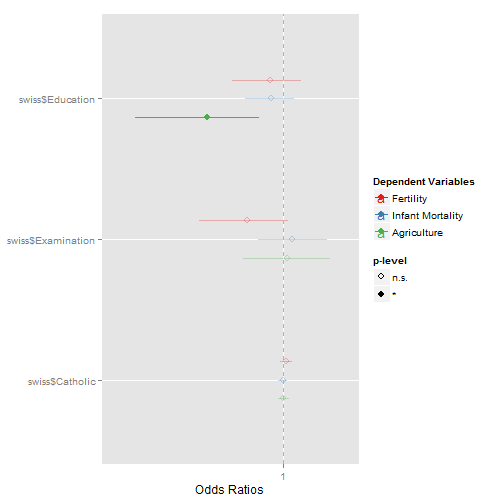 swiss$Education
swiss$Examination
swiss$Catholic
1
Odds Ratios
Dependent Variables
Fertility
Infant Mortality
Agriculture
p-level
n.s.
*